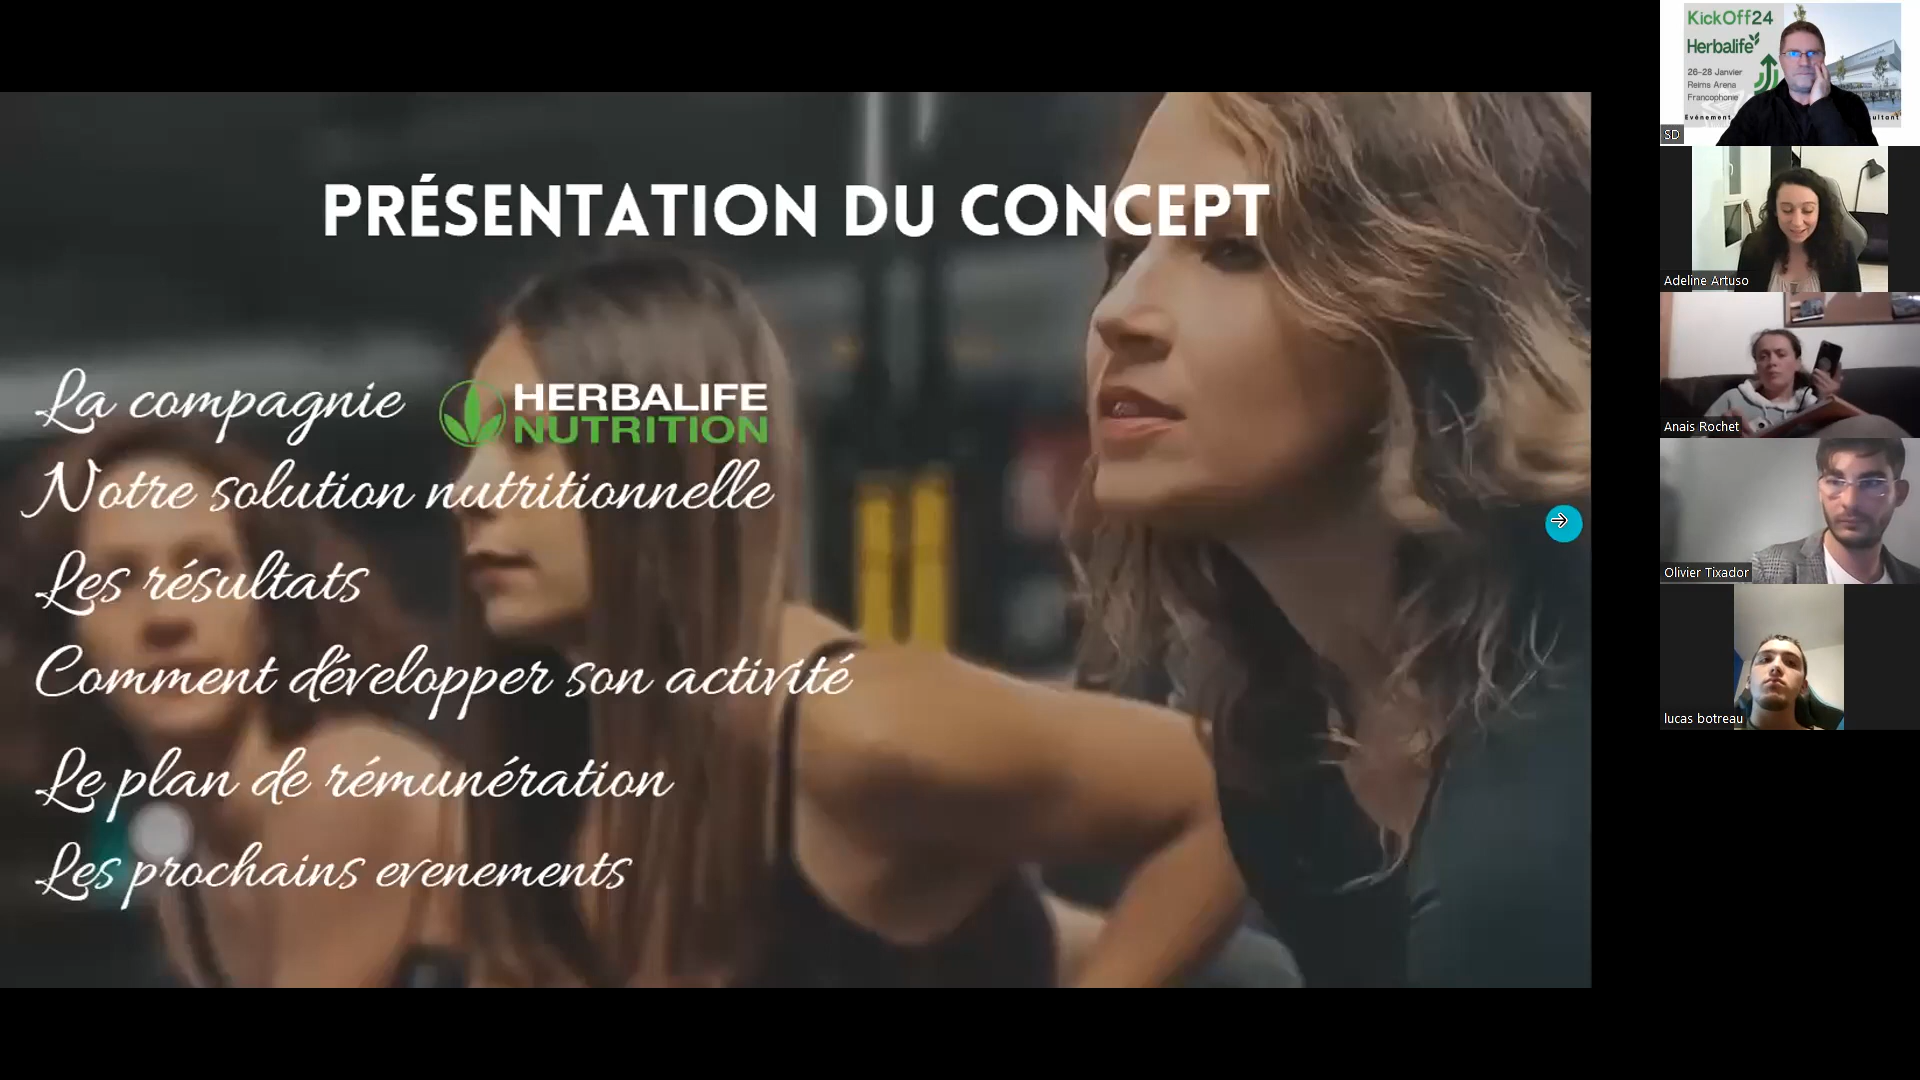 PRÉSENTATION DU CONCEPT
La compagnie
HERBALIFE
NUTRITION
Notre solution nutritionnelle
Les résultats
Comment développer son activité
Le plan de rémunération
Les prochains evenements
KickOff24
Herbalife
26-28 Janvier
Reims Arena
Francophonie
Evénement
SD
Adeline Artuso
Anais Rochet
Olivier Tixador
lucas botreau